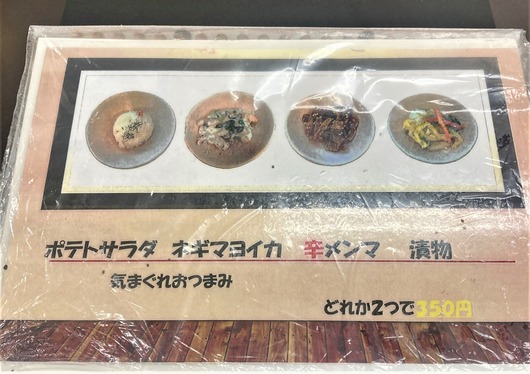 ポテトサラダ ネギマヨイカ 辛メンマ 漬物
気まぐれおつまみ
どれか2つで350円